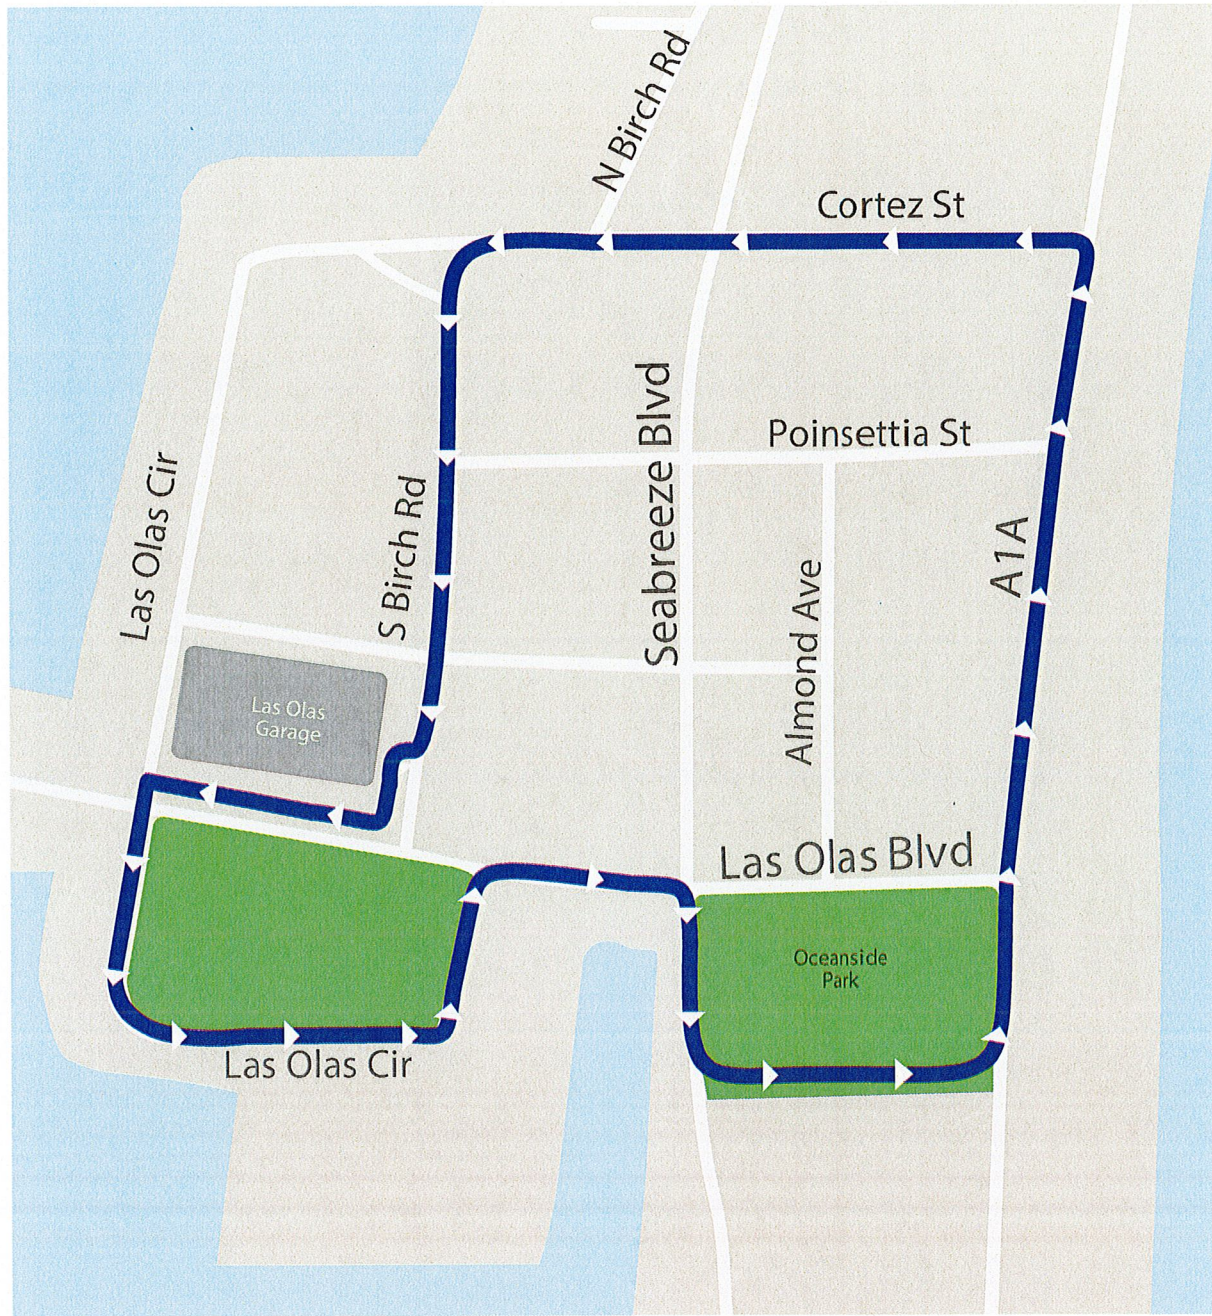 N Birch Rd
Cortez St
Poinsettia St
Seabreeze Blvd
Las Olas Cir
S Birch Rd
A1A
Almond Ave
Las Olas
Garage
Las Olas Blvd
Oceanside
Park
Las Olas Cir